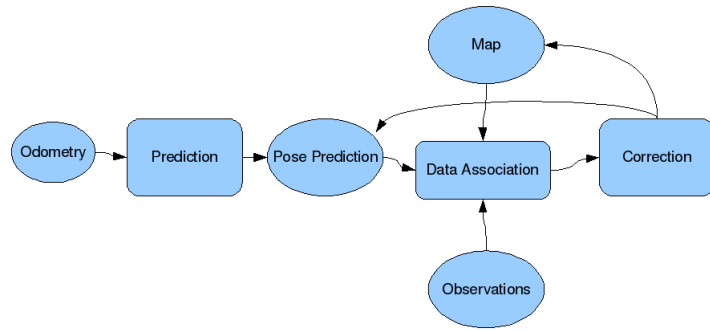 Map
Odometry
Prediction
Pose Prediction
Data Association
Correction
Observations